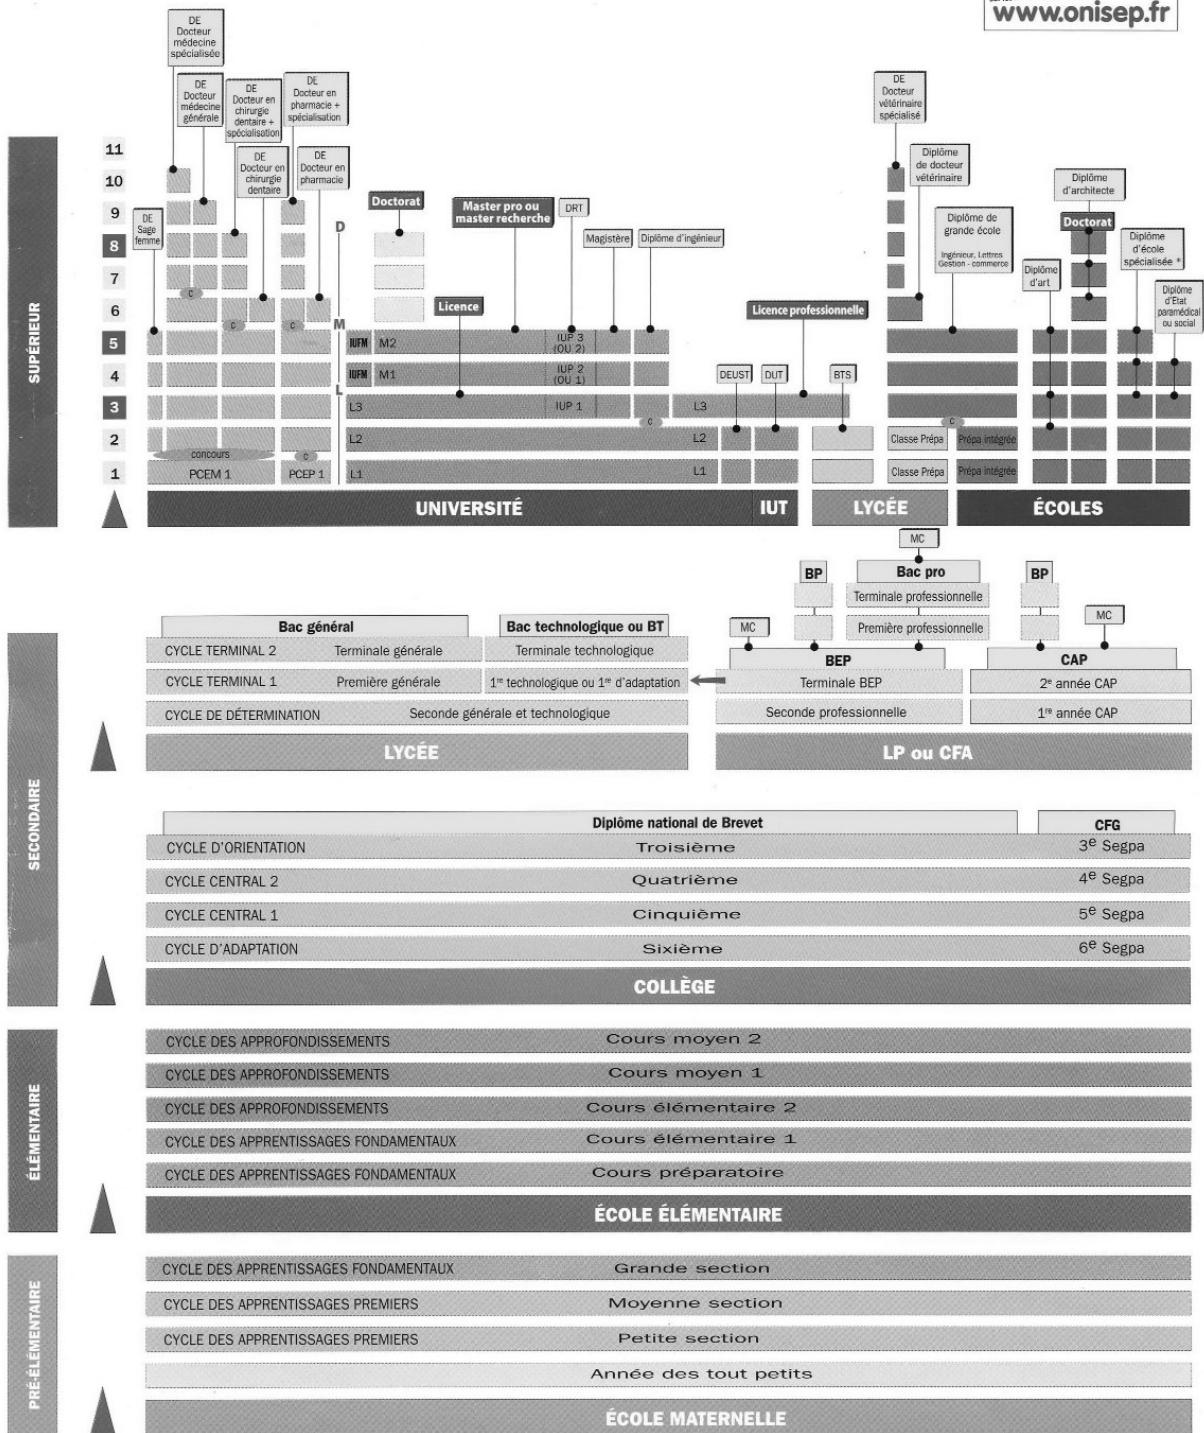 www.onisep.fr
DE
Docteur
médecine
spécialisée
DE
Docteur
médecine
générale
DE
Docteur en
chirurgie
dentaire +
spécialisation
DE
Docteur en
pharmacie +
spécialisation
DE
Docteur
vétérinaire
spécialisé
DE
Docteur en
chirurgie
dentaire
DE
Docteur en
pharmacie
Diplôme
de docteur
vétérinaire
Diplôme
d'architecte
DE
Sage
femme
Doctorat
Master pro ou
master recherche
DRT
Magistère
Diplôme d'ingénieur
Diplôme de
grande école
Ingénieur, Lettres
Gestion - commerce
Doctorat
Diplôme
d'école
spécialisée *
Diplôme
d'art
Diplôme
d'Etat
paramédical
ou social
Licence
Licence professionnelle
DEUST
DUT
BTS
SUPÉRIEUR
11
10
9
8
D
7
6
C
C
C
M
5
IUFM
M2
IUP 3
(OU 2)
4
IUFM
M1
IUP 2
(OU 1)
L
3
L3
IUP 1
L3
C
C
2
L2
L2
Classe Prépa
Prépa intégrée
concours
C
1
PCEM 1
PCEP 1
L1
L1
Classe Prépa
Prépa intégrée
UNIVERSITÉ
IUT
LYCÉE
ÉCOLES
SECONDAIRE
MC
BP
Bac pro
BP
Terminale professionnelle
Première professionnelle
MC
MC
Bac général
Bac technologique ou BT
BEP
CAP
CYCLE TERMINAL 2
Terminale générale
Terminale technologique
CYCLE TERMINAL 1
Première générale
1re technologique ou 1re d'adaptation
Terminale BEP
2e année CAP
CYCLE DE DÉTERMINATION
Seconde générale et technologique
Seconde professionnelle
1re année CAP
LYCÉE
LP ou CFA
Diplôme national de Brevet
CFG
CYCLE D'ORIENTATION
Troisième
3e Segpa
CYCLE CENTRAL 2
Quatrième
4e Segpa
CYCLE CENTRAL 1
Cinquième
5e Segpa
CYCLE D'ADAPTATION
Sixième
6e Segpa
COLLÈGE
ÉLÉMENTAIRE
CYCLE DES APPROFONDISSEMENTS
Cours moyen 2
CYCLE DES APPROFONDISSEMENTS
Cours moyen 1
CYCLE DES APPROFONDISSEMENTS
Cours élémentaire 2
CYCLE DES APPRENTISSAGES FONDAMENTAUX
Cours élémentaire 1
CYCLE DES APPRENTISSAGES FONDAMENTAUX
Cours préparatoire
ÉCOLE ÉLÉMENTAIRE
PRÉ-ÉLÉMENTAIRE
CYCLE DES APPRENTISSAGES FONDAMENTAUX
Grande section
CYCLE DES APPRENTISSAGES PREMIERS
Moyenne section
CYCLE DES APPRENTISSAGES PREMIERS
Petite section
Année des tout petits
ÉCOLE MATERNELLE